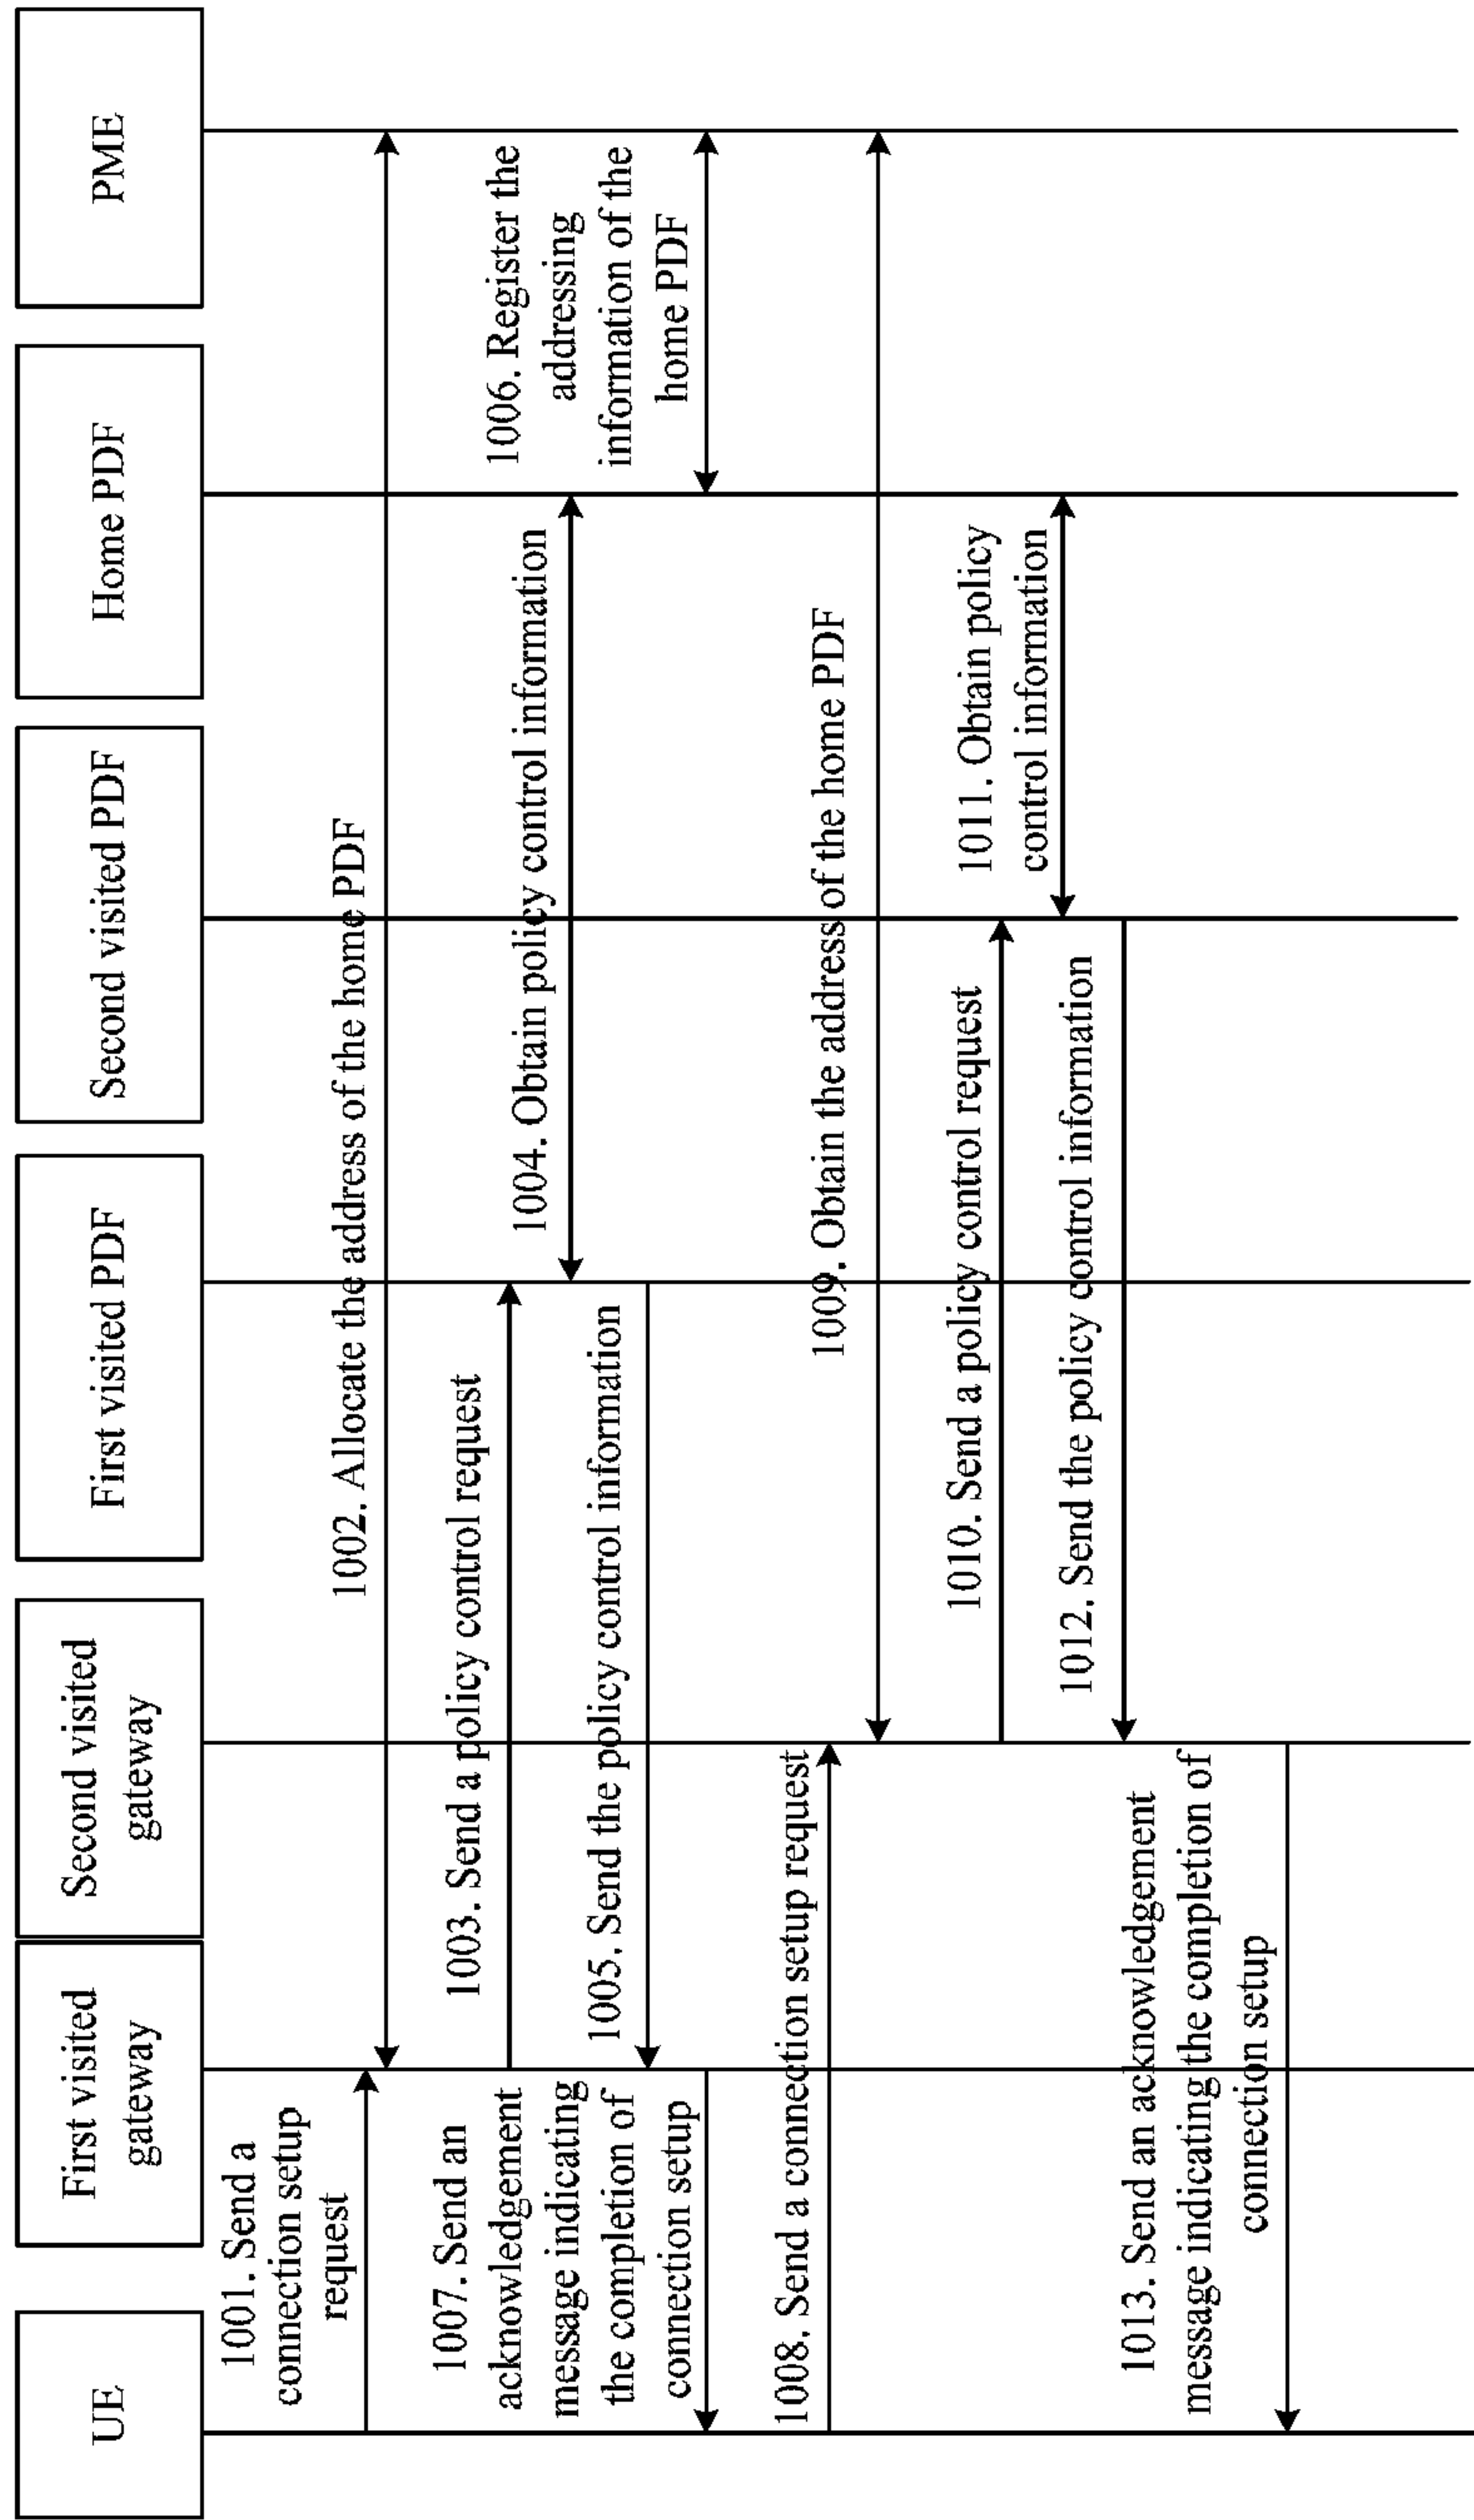 UE
First visited
gateway
Second visited
gateway
First visited PDF
Second visited PDF
Home PDF
PME
1001. Send a
connection setup
request
1002. Allocate the address of the home PDF
1003. Send a policy control request
1004. Obtain policy control information
1005. Send the policy control information
1006. Register the
addressing
information of the
home PDF
1007. Send an
acknowledgement
message indicating
the completion of
connection setup
1008. Send a connection setup request
1009. Obtain the address of the home PDF
1010. Send a policy control request
1011. Obtain policy
control information
1012. Send the policy control information
1013. Send an acknowledgement
message indicating the completion of
connection setup